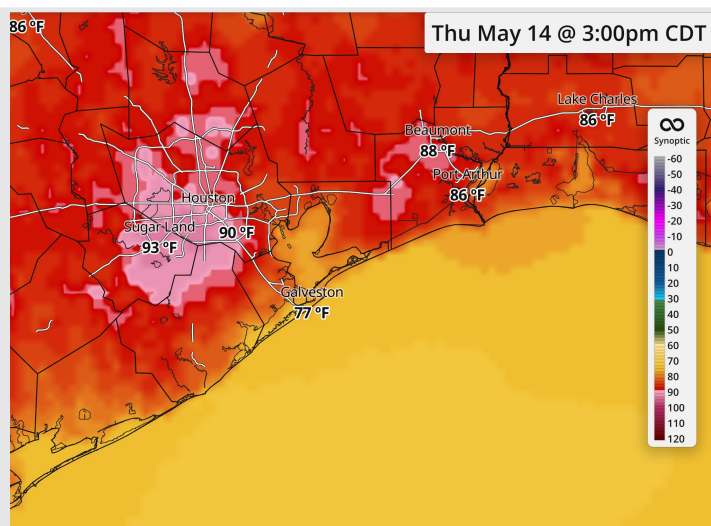 86 °F
Thu May 14 @ 3:00pm CDT
Lake Charles
86 °F
Beaumont
88 °F
Port Arthur
86 °F
Houston
90 °F
Sugar Land
93 °F
Galveston
77 °F
Synoptic
-60
-50
-40
-30
-20
-10
0
10
20
30
40
50
60
70
80
90
100
110
120